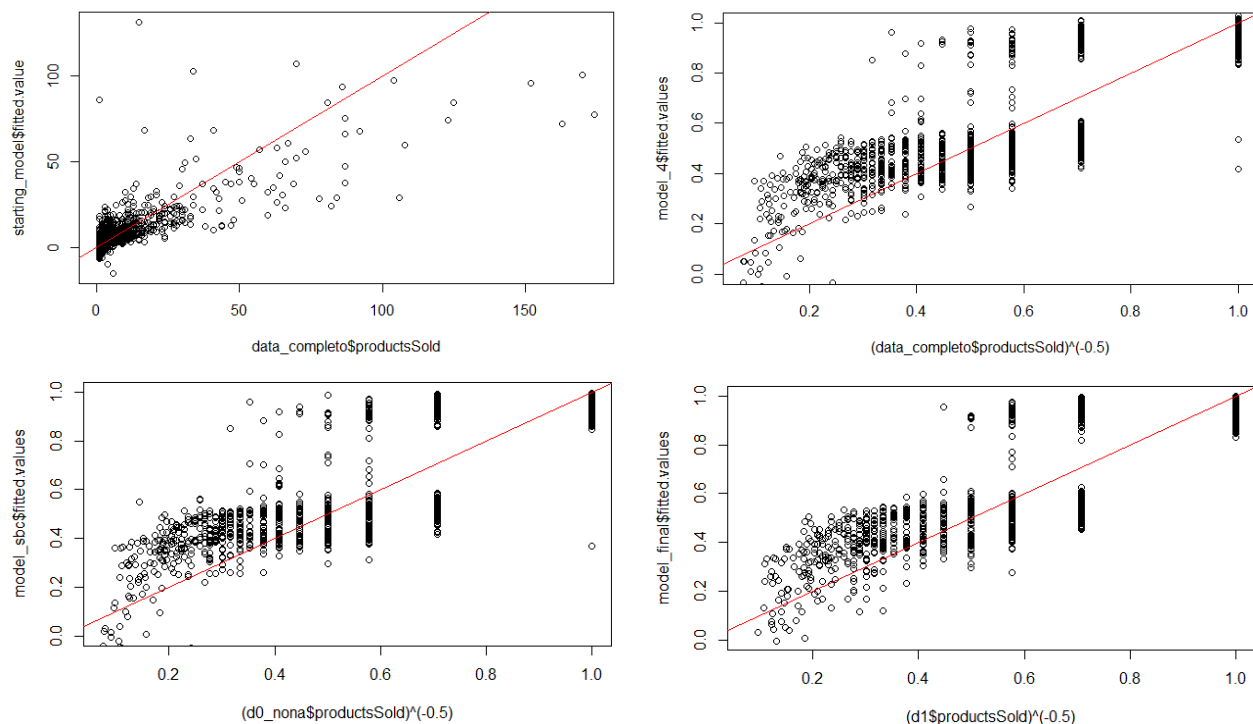 starting_model$fitted.value
100
50
0
0 50 100 150
data_completo$productsSold
model_4$fitted.values
1.0
0.8
0.6
0.4
0.2
0.0
0.2 0.4 0.6 0.8 1.0
(data_completo$productsSold)^(-0.5)
model_sbc$fitted.values
1.0
0.8
0.6
0.4
0.2
0.0
0.2 0.4 0.6 0.8 1.0
(d0_nona$productsSold)^(-0.5)
model_final$fitted.values
1.0
0.8
0.6
0.4
0.2
0.0
0.2 0.4 0.6 0.8 1.0
(d1$productsSold)^(-0.5)